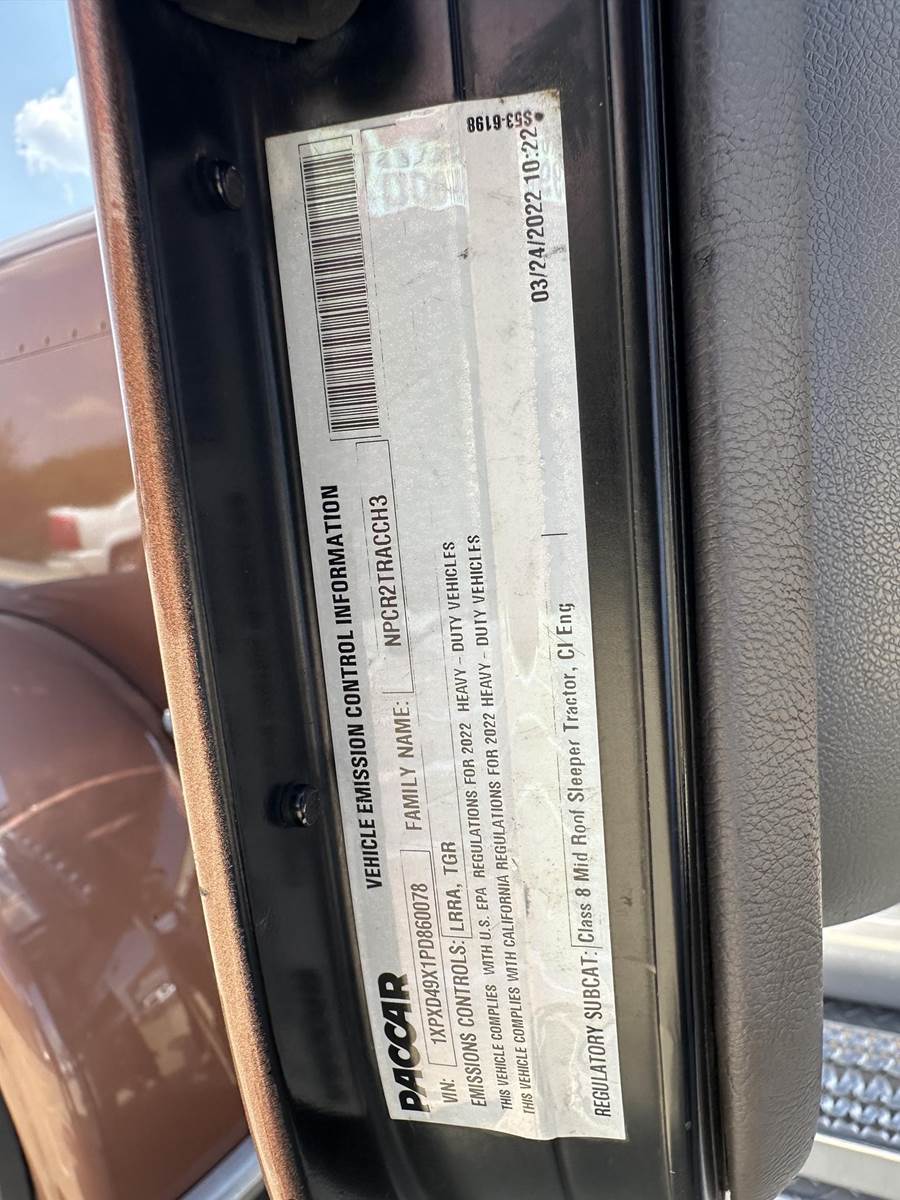 PACCAR
VEHICLE EMISSION CONTROL INFORMATION
VIN: 1XPXD49X1PD860078 FAMILY NAME: NPCR2TRACCH3
EMISSIONS CONTROLS: LRRA, TGR
THIS VEHICLE COMPLIES WITH U.S. EPA REGULATIONS FOR 2022 HEAVY - DUTY VEHICLES
THIS VEHICLE COMPLIES WITH CALIFORNIA REGULATIONS FOR 2022 HEAVY - DUTY VEHICLES
REGULATORY SUBCAT: Class 8 Mid Roof Sleeper Tractor, CI Eng
03/24/2022 10:22
S53-6198